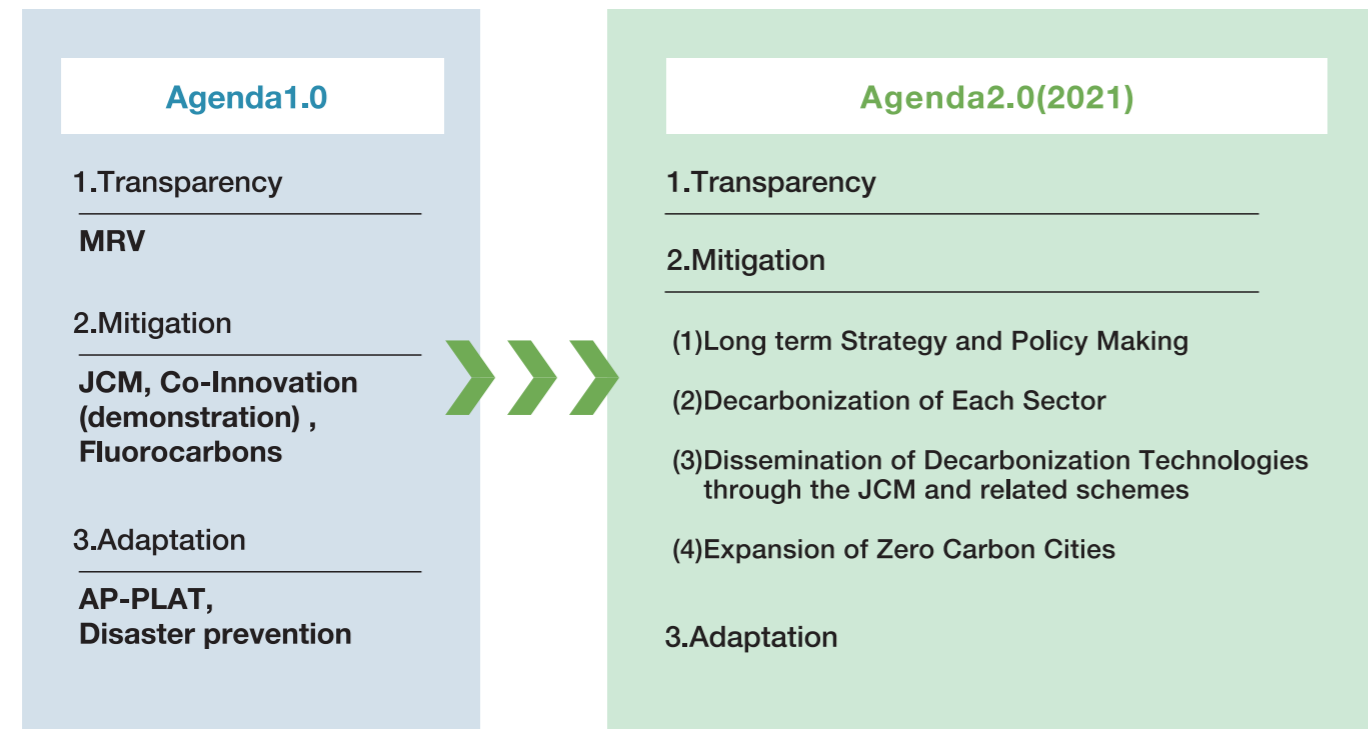 Agenda1.0
1.Transparency
MRV
2.Mitigation
JCM, Co-Innovation
(demonstration) ,
Fluorocarbons
3.Adaptation
AP-PLAT,
Disaster prevention
Agenda2.0(2021)
1.Transparency
2.Mitigation
(1)Long term Strategy and Policy Making
(2)Decarbonization of Each Sector
(3)Dissemination of Decarbonization Technologies
through the JCM and related schemes
(4)Expansion of Zero Carbon Cities
3.Adaptation